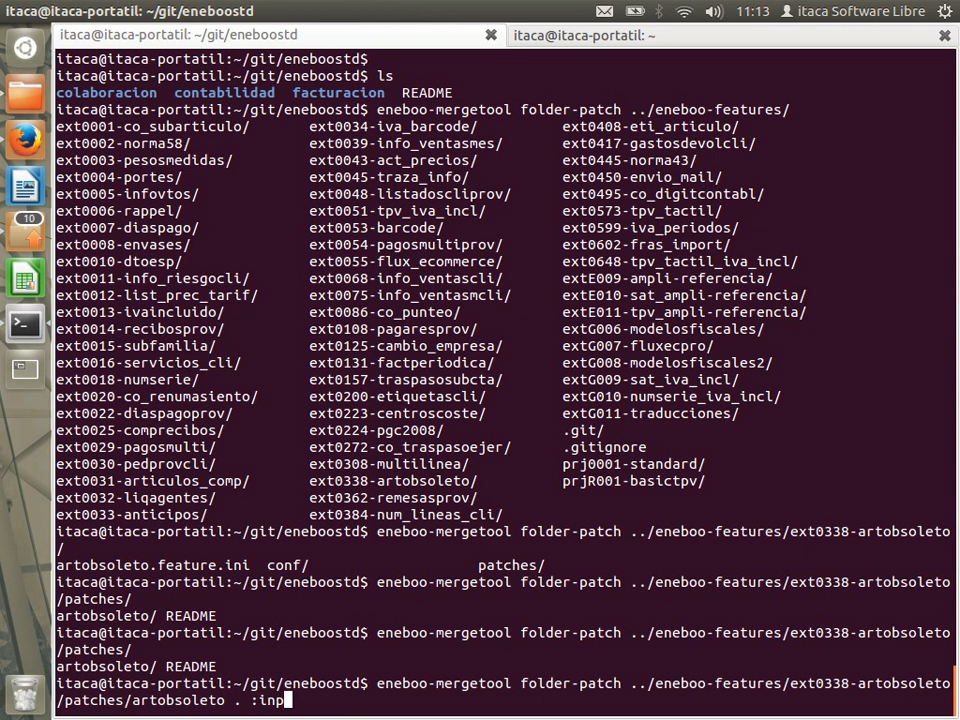 itaca@itaca-portatil: ~/git/eneboostd
11:13 itaca Software Libre
itaca@itaca-portatil: ~/git/eneboostd
itaca@itaca-portatil: ~
10
itaca@itaca-portatil:~/git/eneboostd$
itaca@itaca-portatil:~/git/eneboostd$ ls
colaboracion contabilidad facturacion README
itaca@itaca-portatil:~/git/eneboostd$ eneboo-mergetool folder-patch ../eneboo-features/
ext0001-co_subarticulo/ ext0034-iva_barcode/ ext0408-eti_articulo/
ext0002-norma58/ ext0039-info_ventasmes/ ext0417-gastosdevolcli/
ext0003-pesosmedidas/ ext0043-act_precios/ ext0445-norma43/
ext0004-portes/ ext0045-traza_info/ ext0450-envio_mail/
ext0005-infovtos/ ext0048-listadoscliprov/ ext0495-co_digitcontabl/
ext0006-rappel/ ext0051-tpv_iva_incl/ ext0573-tpv_tactil/
ext0007-diaspago/ ext0053-barcode/ ext0599-iva_periodos/
ext0008-envases/ ext0054-pagosmultiprov/ ext0602-fras_import/
ext0010-dtoesp/ ext0055-flux_ecommerce/ ext0648-tpv_tactil_iva_incl/
ext0011-info_riesgocli/ ext0068-info_ventascli/ extE009-ampli-referencia/
ext0012-list_prec_tarif/ ext0075-info_ventasmcli/ extE010-sat_ampli-referencia/
ext0013-ivaincluido/ ext0086-co_punteo/ extE011-tpv_ampli-referencia/
ext0014-recibosprov/ ext0108-pagaresprov/ extG006-modelosfiscales/
ext0015-subfamilia/ ext0125-cambio_empresa/ extG007-fluxecpro/
ext0016-servicios_cli/ ext0131-factperiodica/ extG008-modelosfiscales2/
ext0018-numserie/ ext0157-traspasosubcta/ extG009-sat_iva_incl/
ext0020-co_renumasiento/ ext0200-etiquetascli/ extG010-numserie_iva_incl/
ext0022-diaspagoprov/ ext0223-centroscoste/ extG011-traducciones/
ext0025-comprecibos/ ext0224-pgc2008/ .git/
ext0029-pagosmulti/ ext0272-co_traspasoejer/ .gitignore
ext0030-pedprovcli/ ext0308-multilinea/ prj0001-standard/
ext0031-articulos_comp/ ext0338-artobsoleto/ prjR001-basictpv/
ext0032-liqagentes/ ext0362-remesasprov/
ext0033-anticipos/ ext0384-num_lineas_cli/
itaca@itaca-portatil:~/git/eneboostd$ eneboo-mergetool folder-patch ../eneboo-features/ext0338-artobsoleto
/
artobsoleto.feature.ini conf/ patches/
itaca@itaca-portatil:~/git/eneboostd$ eneboo-mergetool folder-patch ../eneboo-features/ext0338-artobsoleto
/patches/
artobsoleto/ README
itaca@itaca-portatil:~/git/eneboostd$ eneboo-mergetool folder-patch ../eneboo-features/ext0338-artobsoleto
/patches/
artobsoleto/ README
itaca@itaca-portatil:~/git/eneboostd$ eneboo-mergetool folder-patch ../eneboo-features/ext0338-artobsoleto
/patches/artobsoleto . :inp